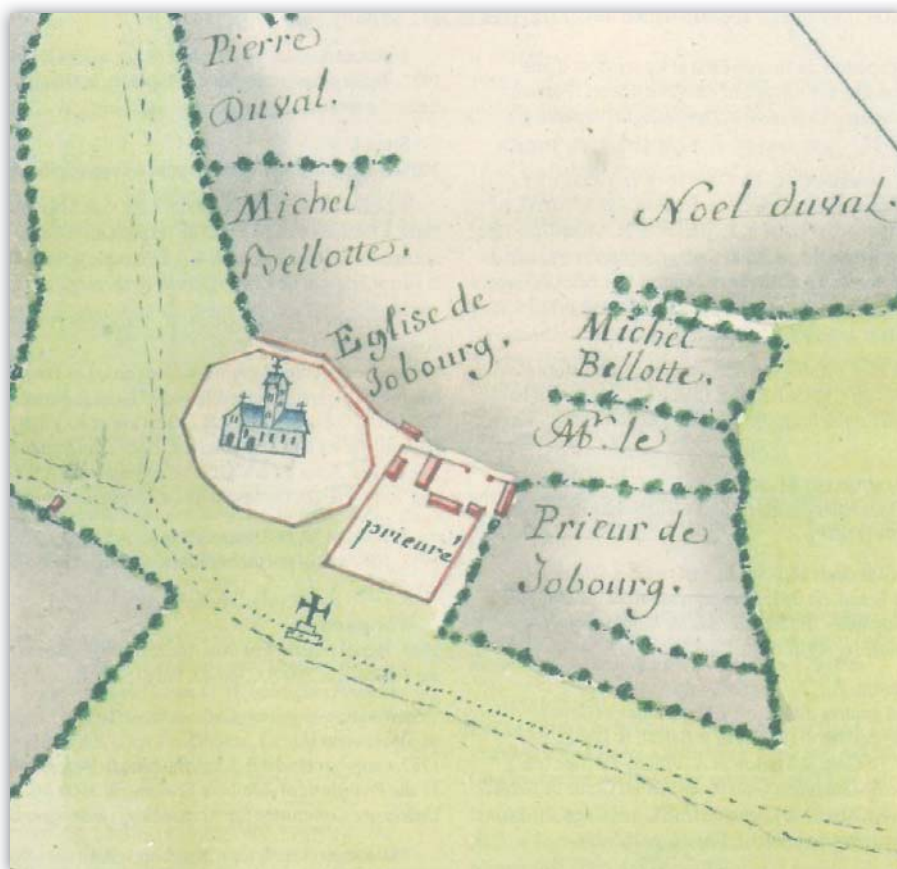 Pierre
Duval.
Michel
Bellotte.
Noel duval.
Eglise de
Jobourg.
Michel
Bellotte.
Mr. le
Prieur de
Jobourg.
prieuré